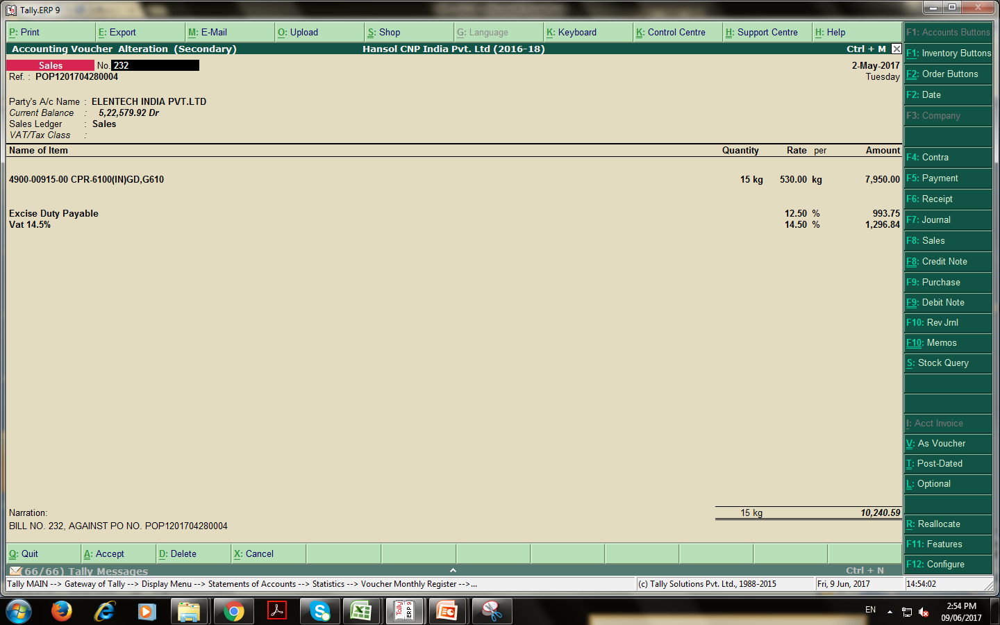 Tally.ERP 9
P: Print E: Export M: E-Mail O: Upload S: Shop G: Language K: Keyboard K: Control Centre H: Support Centre H: Help
Accounting Voucher Alteration (Secondary) Hansol CNP India Pvt. Ltd (2016-18) Ctrl + M
Sales No. 232 2-May-2017
Ref. : POP1201704280004 Tuesday
Party's A/c Name : ELENTECH INDIA PVT.LTD
Current Balance : 5,22,579.92 Dr
Sales Ledger : Sales
VAT/Tax Class :
Name of Item Quantity Rate per Amount
4900-00915-00 CPR-6100(IN)GD,G610 15 kg 530.00 kg 7,950.00
Excise Duty Payable 12.50 % 993.75
Vat 14.5% 14.50 % 1,296.84
Narration: 15 kg 10,240.59
BILL NO. 232, AGAINST PO NO. POP1201704280004
Q: Quit A: Accept D: Delete X: Cancel
(66/66) Tally Messages Ctrl + N
Tally MAIN --> Gateway of Tally --> Display Menu --> Statements of Accounts --> Statistics --> Voucher Monthly Register -->... (c) Tally Solutions Pvt. Ltd., 1988-2015 Fri, 9 Jun, 2017 14:54:02
F1: Accounts Buttons
F1: Inventory Buttons
F2: Order Buttons
F2: Date
F3: Company
F4: Contra
F5: Payment
F6: Receipt
F7: Journal
F8: Sales
F8: Credit Note
F9: Purchase
F9: Debit Note
F10: Rev Jrnl
F10: Memos
S: Stock Query
I: Acct Invoice
V: As Voucher
T: Post-Dated
L: Optional
R: Reallocate
F11: Features
F12: Configure
Tally
ERP 9
EN 2:54 PM
09/06/2017